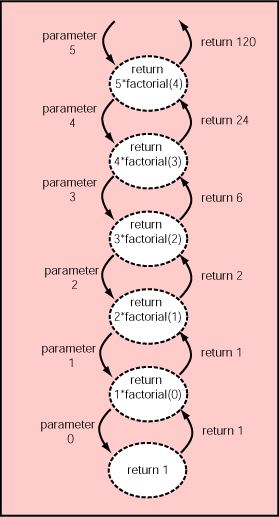 parameter
5
return 120
return
5*factorial(4)
parameter
4
return 24
return
4*factorial(3)
parameter
3
return 6
return
3*factorial(2)
parameter
2
return 2
return
2*factorial(1)
parameter
1
return 1
return
1*factorial(0)
parameter
0
return 1
return 1